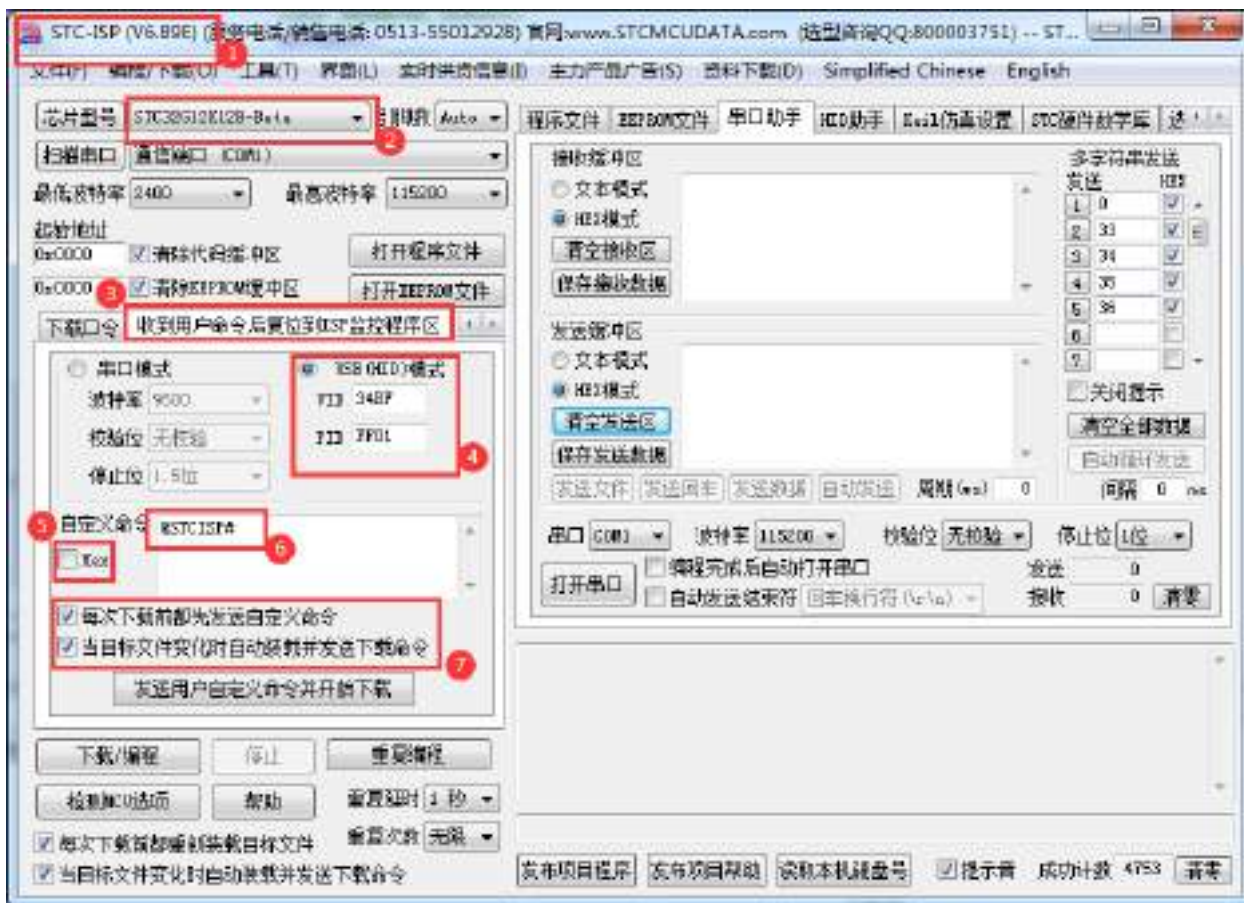 STC-ISP (V6.89E) (服务电话/销售电话: 0513-55012928) 官网:www.STCMCUDATA.com (选型咨询QQ:800003751) -- ST...
1
文件(F) 编程/下载(O) 工具(T) 界面(L) 实时供货信息(I) 主力产品广告(S) 资料下载(D) Simplified Chinese English
芯片型号 STC32G12K128-Beta Auto
2
扫描串口 通信端口 (COM1)
最低波特率 2400 最高波特率 115200
起始地址
0x0000 清除代码缓冲区 打开程序文件
0x0000 清除EEPROM缓冲区 打开EEPROM文件
3
下载口令 收到用户命令后复位到ISP监控程序区
串口模式 USB(HID)模式
波特率 9600 VID 34BF
校验位 无校验 PID FF01
停止位 1.5位
4
5
自定义命令 @STCISP#
6
Hex
每次下载前都先发送自定义命令
当目标文件变化时自动装载并发送下载命令
7
发送用户自定义命令并开始下载
下载/编程 停止 重复编程
检测MCU选项 帮助 重复延时 1 秒
每次下载前都重新装载目标文件 重复次数 无限
当目标文件变化时自动装载并发送下载命令
程序文件 EEPROM文件 串口助手 HID助手 Keil仿真设置 STC硬件数学库 选
接收缓冲区
文本模式
HEX模式
清空接收区
保存接收数据
多字符串发送
发送 HEX
1 0
2 33
3 34
4 35
5 36
6
7
发送缓冲区
文本模式
HEX模式
清空发送区
保存发送数据
关闭提示
清空全部数据
自动循环发送
间隔 0 ms
发送文件 发送回车 发送数据 自动发送 周期(ms) 0
串口 COM1 波特率 115200 校验位 无校验 停止位 1位
打开串口 编程完成后自动打开串口
自动发送结束符 回车换行符(\r\n)
发送 0
接收 0 清零
发布项目程序 发布项目帮助 读取本机硬盘号 提示音 成功计数 4753 清零